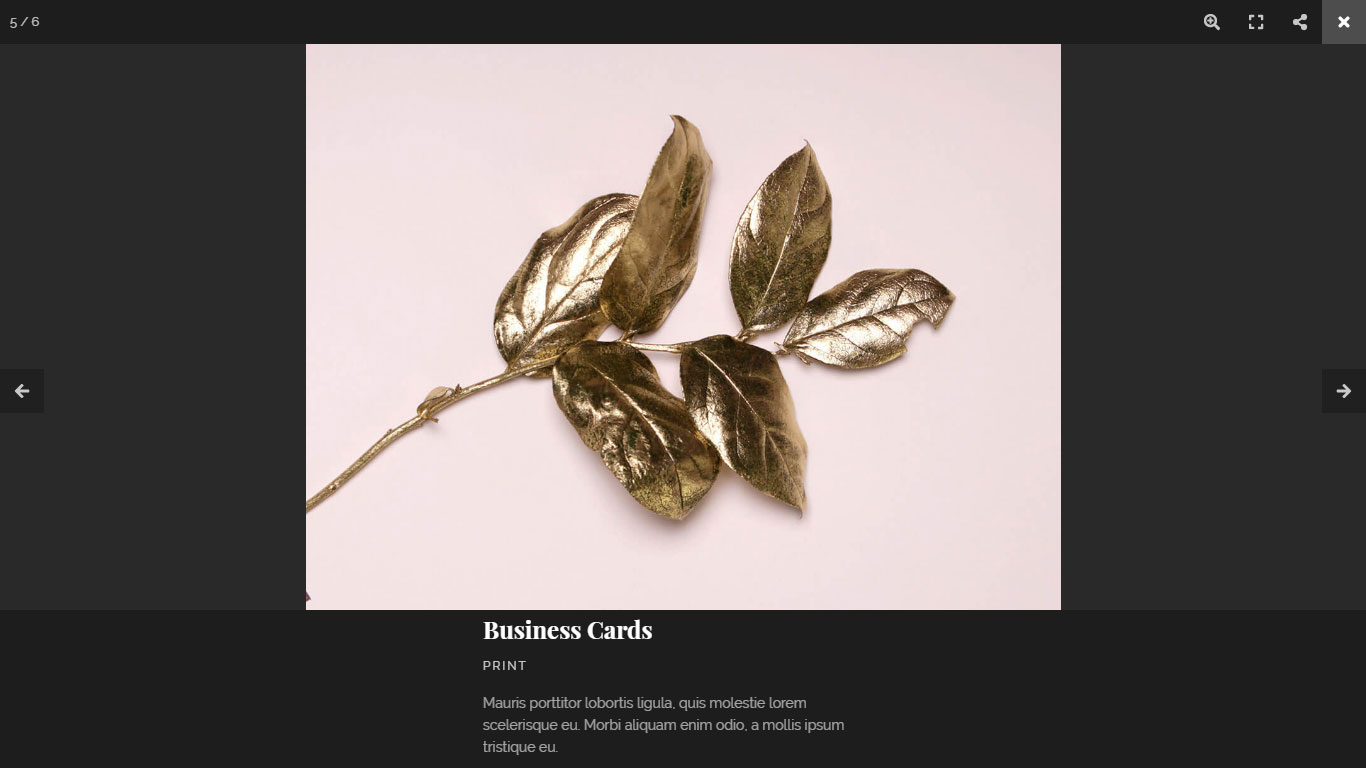 5 / 6
Business Cards
PRINT
Mauris porttitor lobortis ligula, quis molestie lorem
scelerisque eu. Morbi aliquam enim odio, a mollis ipsum
tristique eu.